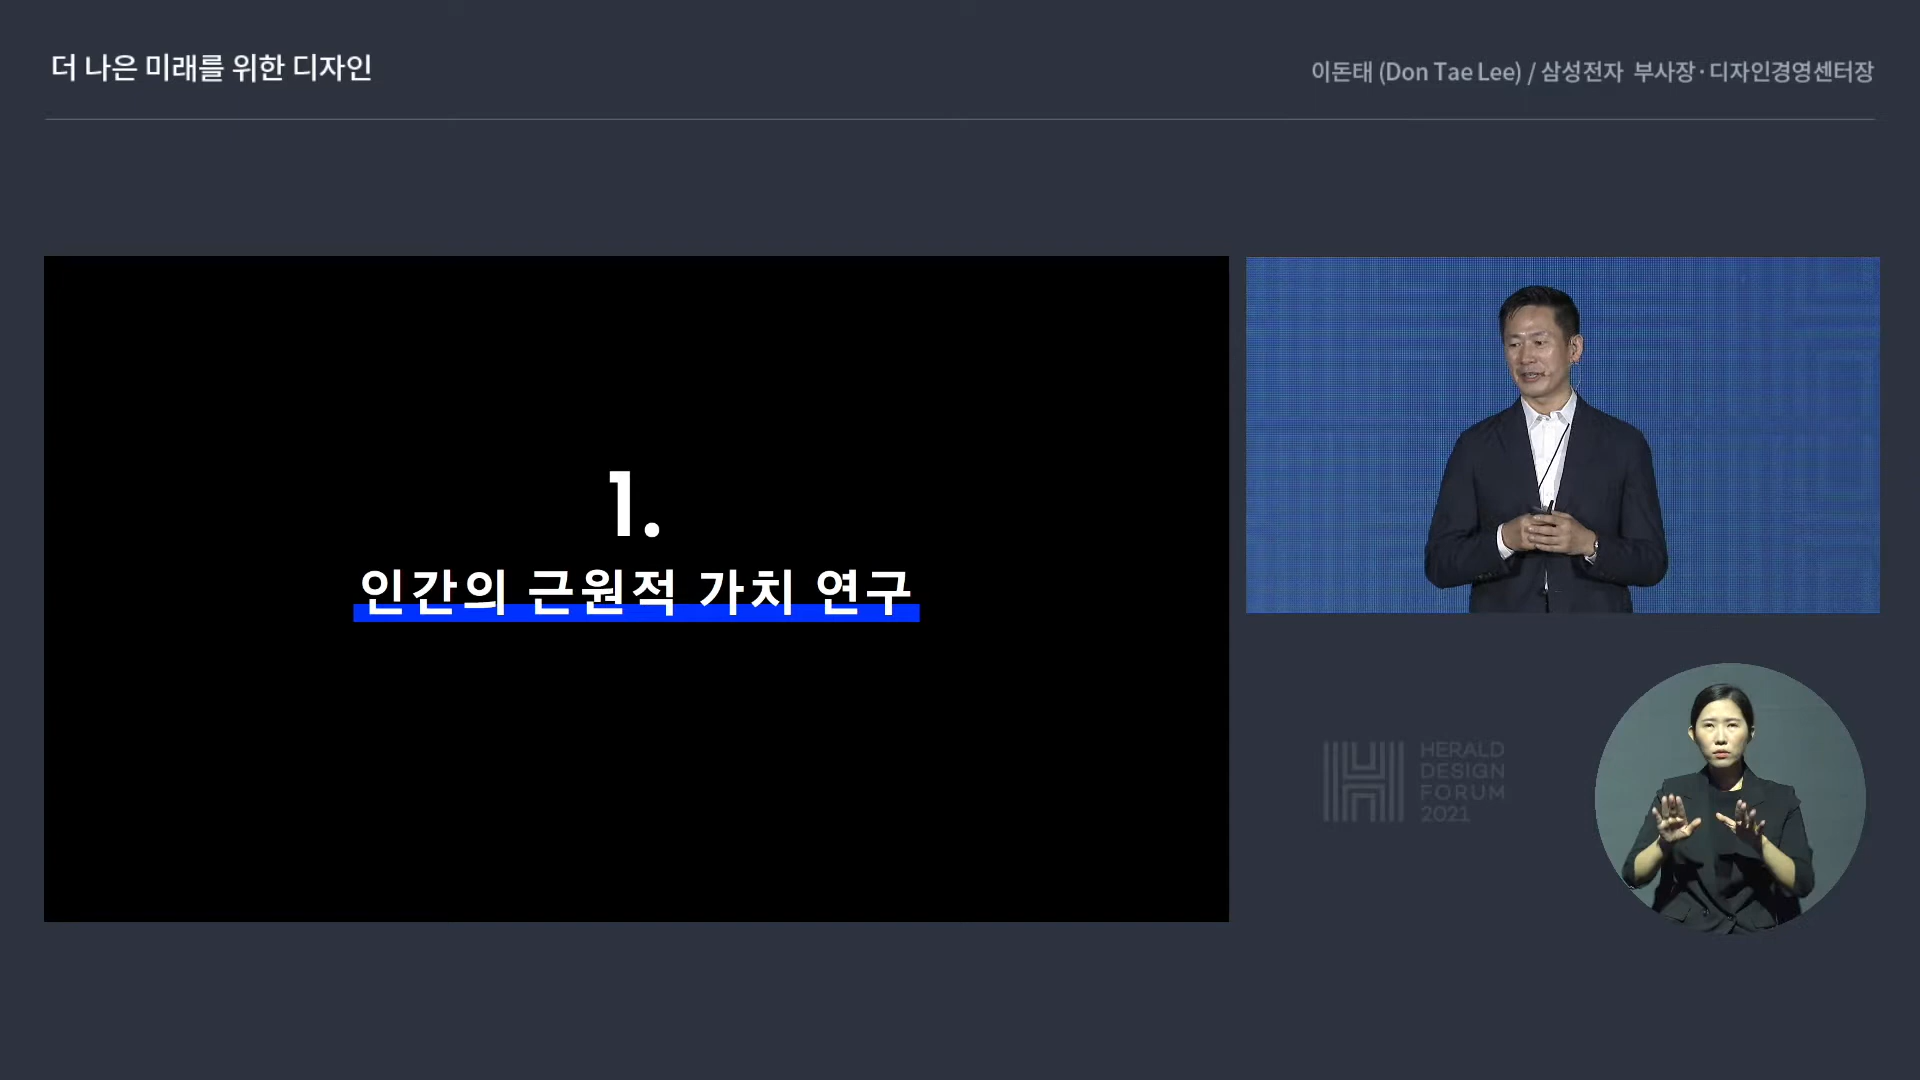 더 나은 미래를 위한 디자인
이돈태 (Don Tae Lee) / 삼성전자 부사장·디자인경영센터장
1.
인간의 근원적 가치 연구
HERALD
DESIGN
FORUM
2021